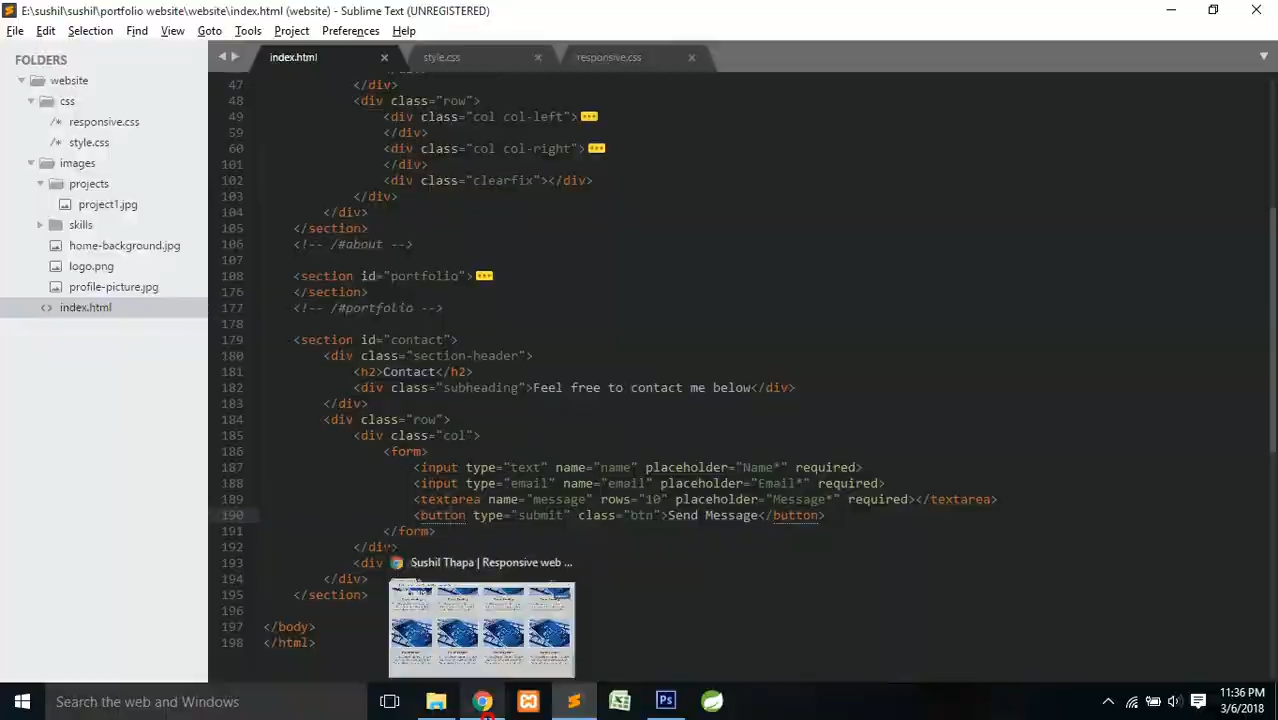 E:\sushil\sushil\portfolio website\website\index.html (website) - Sublime Text (UNREGISTERED)
File Edit Selection Find View Goto Tools Project Preferences Help
FOLDERS
website
css
/* responsive.css
/* style.css
images
projects
project1.jpg
skills
home-background.jpg
logo.png
profile-picture.jpg
<> index.html
index.html
style.css
responsive.css
47 </div>
48 <div class="row">
49 <div class="col col-left">
59 </div>
60 <div class="col col-right">
101 </div>
102 <div class="clearfix"></div>
103 </div>
104 </div>
105 </section>
106 <!-- /#about -->
107
108 <section id="portfolio">
176 </section>
177 <!-- /#portfolio -->
178
179 <section id="contact">
180 <div class="section-header">
181 <h2>Contact</h2>
182 <div class="subheading">Feel free to contact me below</div>
183 </div>
184 <div class="row">
185 <div class="col">
186 <form>
187 <input type="text" name="name" placeholder="Name*" required>
188 <input type="email" name="email" placeholder="Email*" required>
189 <textarea name="message" rows="10" placeholder="Message*" required></textarea>
190 <button type="submit" class="btn">Send Message</button>
191 </form>
192 </div>
193 <div
194 </div>
195 </section>
196
197 </body>
198 </html>
Sushil Thapa | Responsive web ...
Search the web and Windows
Ps
11:36 PM
3/6/2018